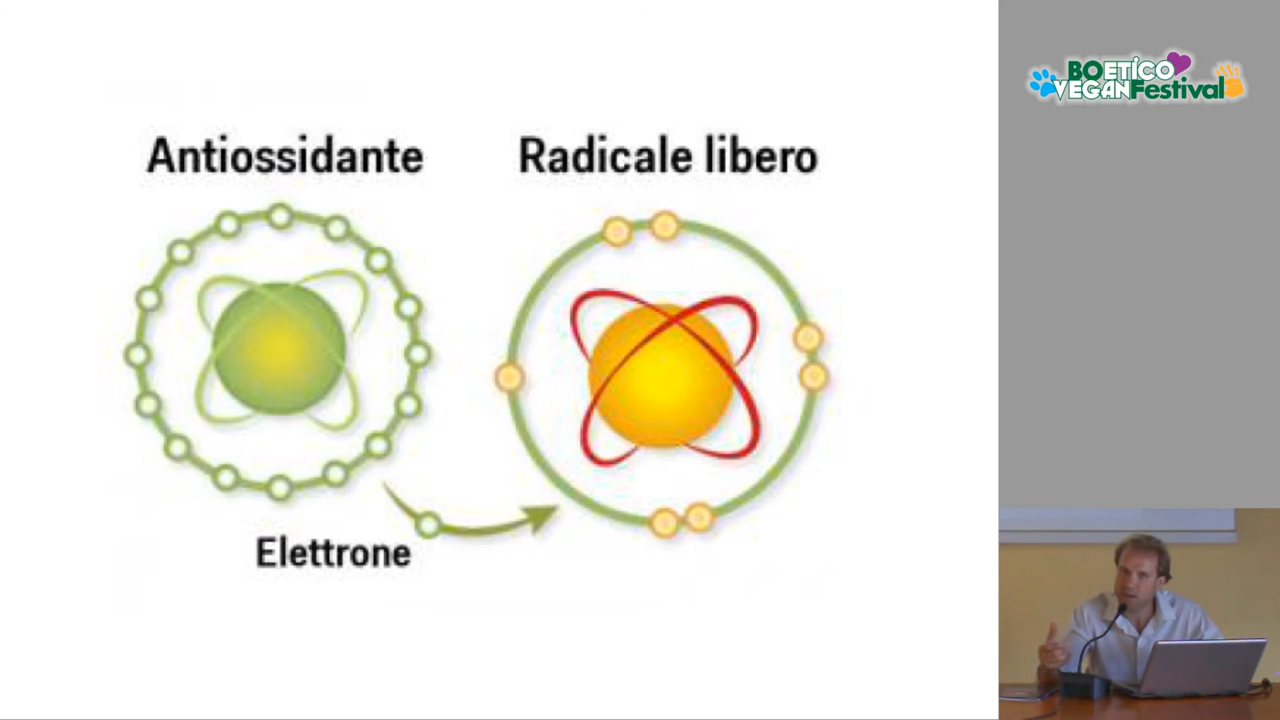 Antiossidante
Radicale libero
Elettrone
BOETICO
VEGANFestival